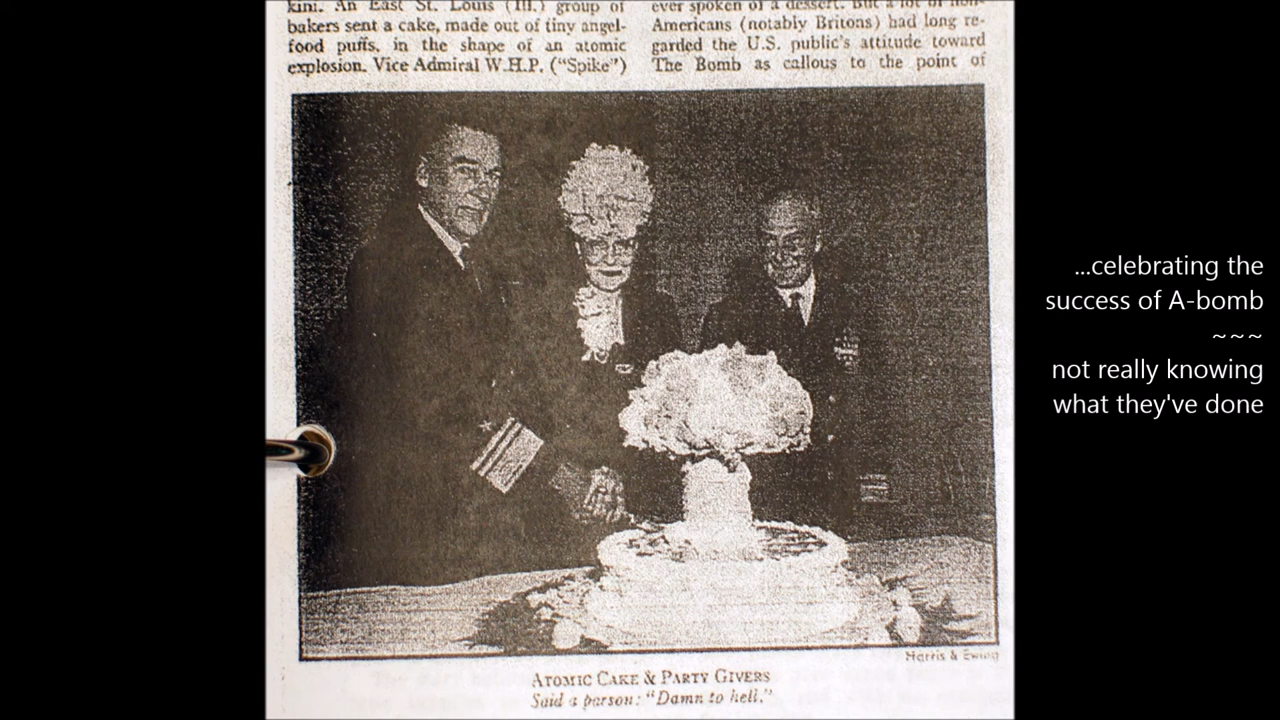 kini. An East St. Louis (Ill.) group of
bakers sent a cake, made out of tiny angel-
food puffs, in the shape of an atomic
explosion. Vice Admiral W.H.P. ("Spike")
ever spoken of a dessert. But a lot of non-
Americans (notably Britons) had long re-
garded the U.S. public's attitude toward
The Bomb as callous to the point of
Harris & Ewing
ATOMIC CAKE & PARTY GIVERS
Said a parson: "Damn to hell."
...celebrating the
success of A-bomb
~~~
not really knowing
what they've done